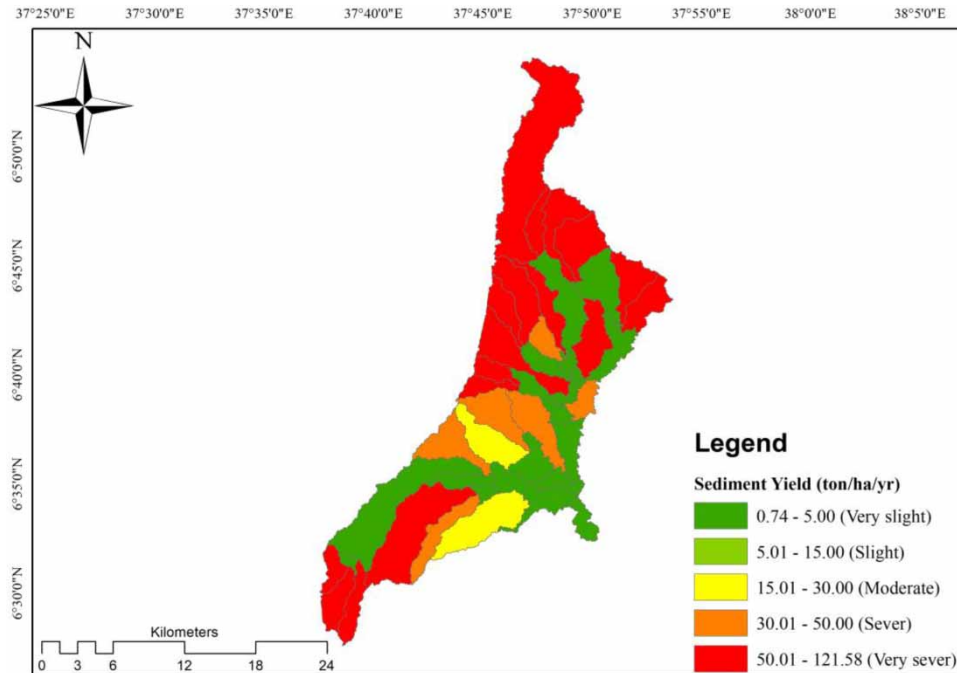 37°25'0"E 37°30'0"E 37°40'0"E 37°45'0"E 37°50'0"E 37°55'0"E 38°0'0"E 38°5'0"E
N
6°50'0"N
6°45'0"N
6°40'0"N
6°35'0"N
6°30'0"N
Legend
Sediment Yield (ton/ha/yr)
0.74 - 5.00 (Very slight)
5.01 - 15.00 (Slight)
15.01 - 30.00 (Moderate)
30.01 - 50.00 (Sever)
50.01 - 121.58 (Very sever)
Kilometers
0 3 6 12 18 24